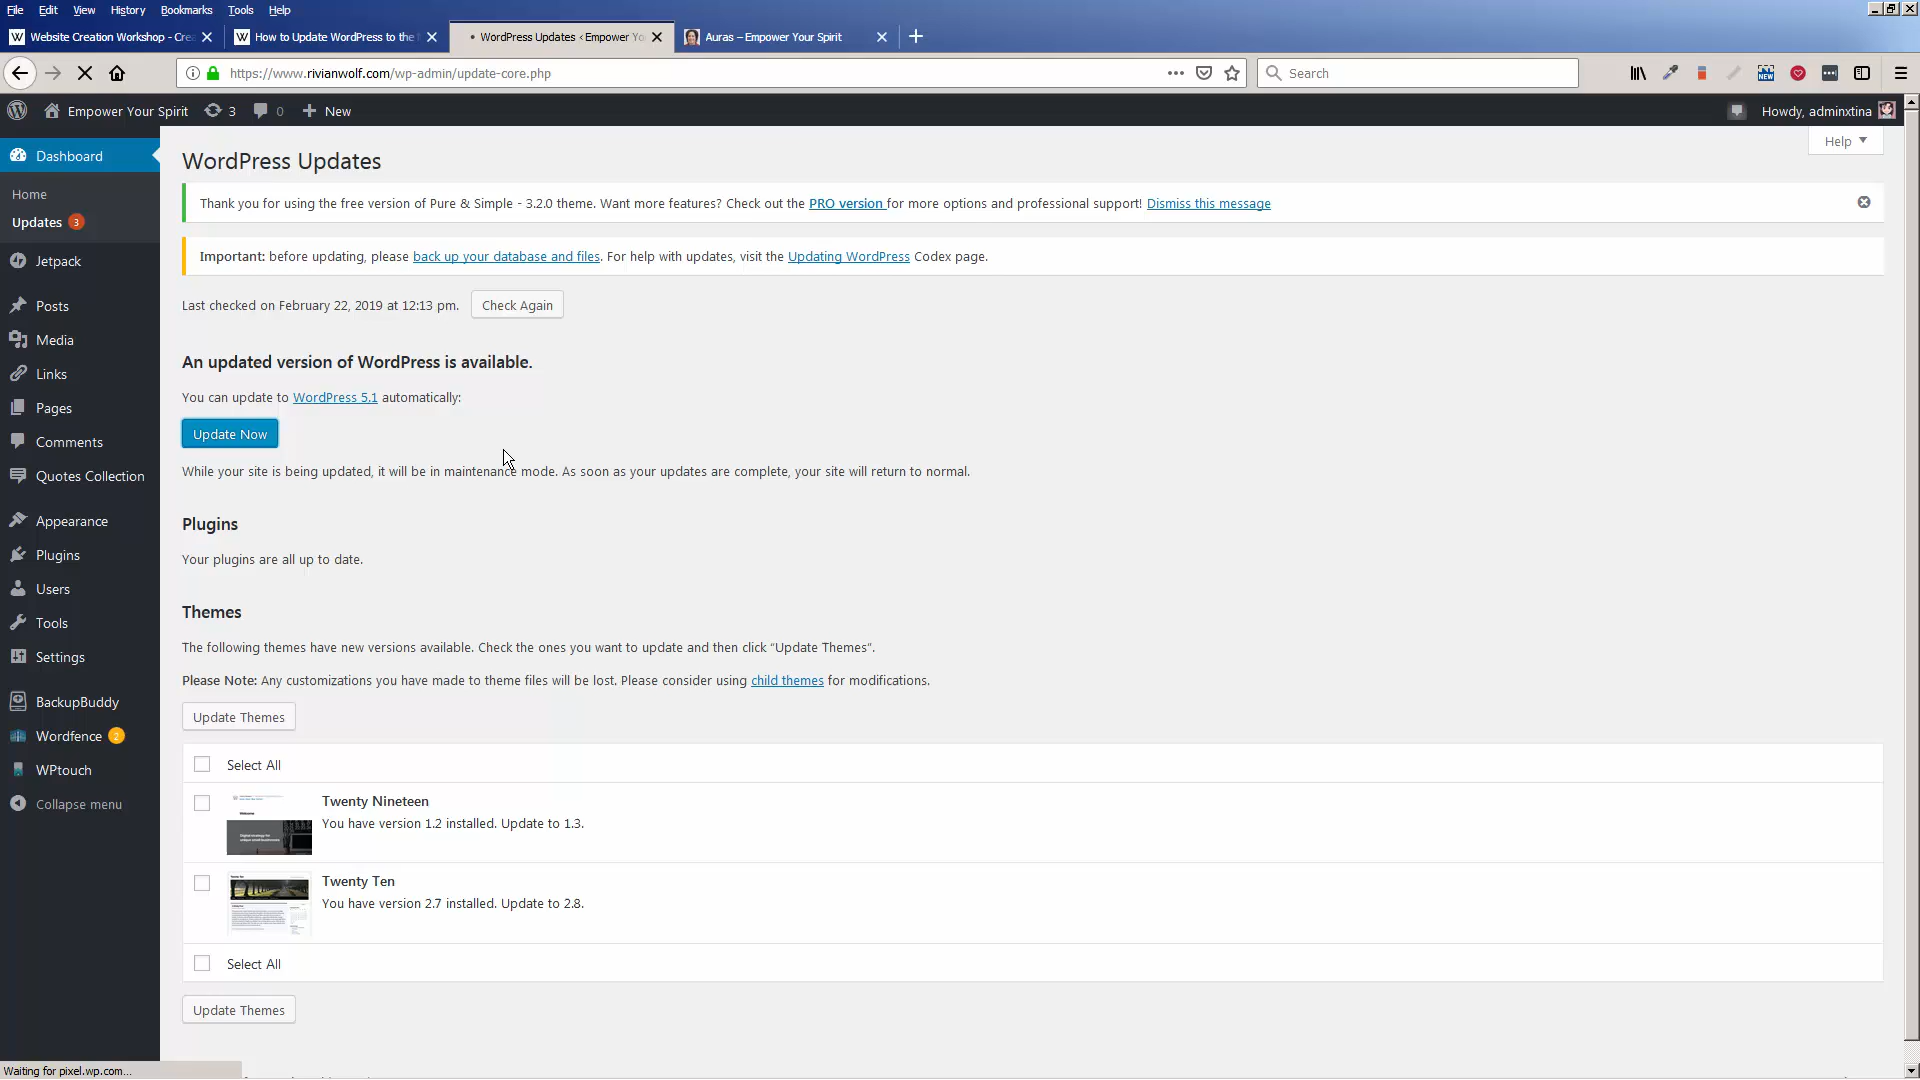 File Edit View History Bookmarks Tools Help
Website Creation Workshop - Cre
How to Update WordPress to the
WordPress Updates ‹ Empower Yo
Auras – Empower Your Spirit
https://www.rivianwolf.com/wp-admin/update-core.php
Search
NEW
Empower Your Spirit 3 0 New
Howdy, adminxtina
Help
Dashboard
Home
Updates 3
Jetpack
Posts
Media
Links
Pages
Comments
Quotes Collection
Appearance
Plugins
Users
Tools
Settings
BackupBuddy
Wordfence 2
WPtouch
Collapse menu
WordPress Updates
Thank you for using the free version of Pure & Simple - 3.2.0 theme. Want more features? Check out the PRO version for more options and professional support! Dismiss this message
Important: before updating, please back up your database and files. For help with updates, visit the Updating WordPress Codex page.
Last checked on February 22, 2019 at 12:13 pm. Check Again
An updated version of WordPress is available.
You can update to WordPress 5.1 automatically:
Update Now
While your site is being updated, it will be in maintenance mode. As soon as your updates are complete, your site will return to normal.
Plugins
Your plugins are all up to date.
Themes
The following themes have new versions available. Check the ones you want to update and then click “Update Themes”.
Please Note: Any customizations you have made to theme files will be lost. Please consider using child themes for modifications.
Update Themes
Select All
Twenty Nineteen
You have version 1.2 installed. Update to 1.3.
Welcome
Twenty Ten
You have version 2.7 installed. Update to 2.8.
Select All
Update Themes
Waiting for pixel.wp.com...